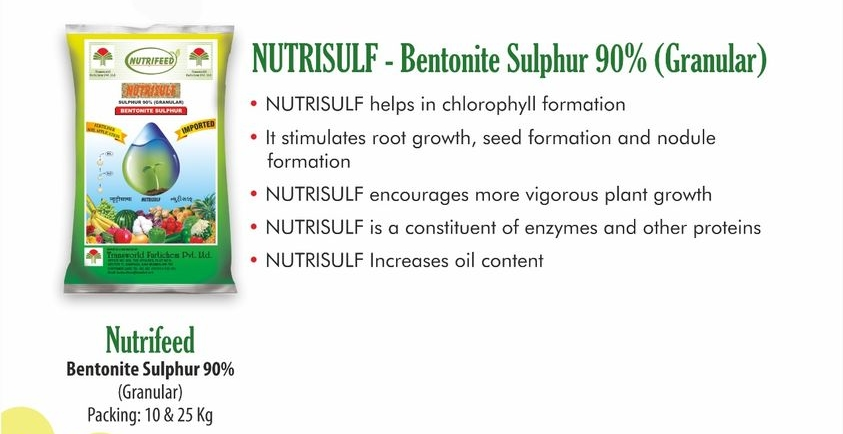 NUTRIFEED
NUTRISULF
SULPHUR 90% (GRANULAR)
BENTONITE SULPHUR
IMPORTED
NUTRISULF
Transworld Furtichem Pvt. Ltd.
Nutrifeed
Bentonite Sulphur 90%
(Granular)
Packing: 10 & 25 Kg
NUTRISULF - Bentonite Sulphur 90% (Granular)
• NUTRISULF helps in chlorophyll formation
• It stimulates root growth, seed formation and nodule
formation
• NUTRISULF encourages more vigorous plant growth
• NUTRISULF is a constituent of enzymes and other proteins
• NUTRISULF Increases oil content